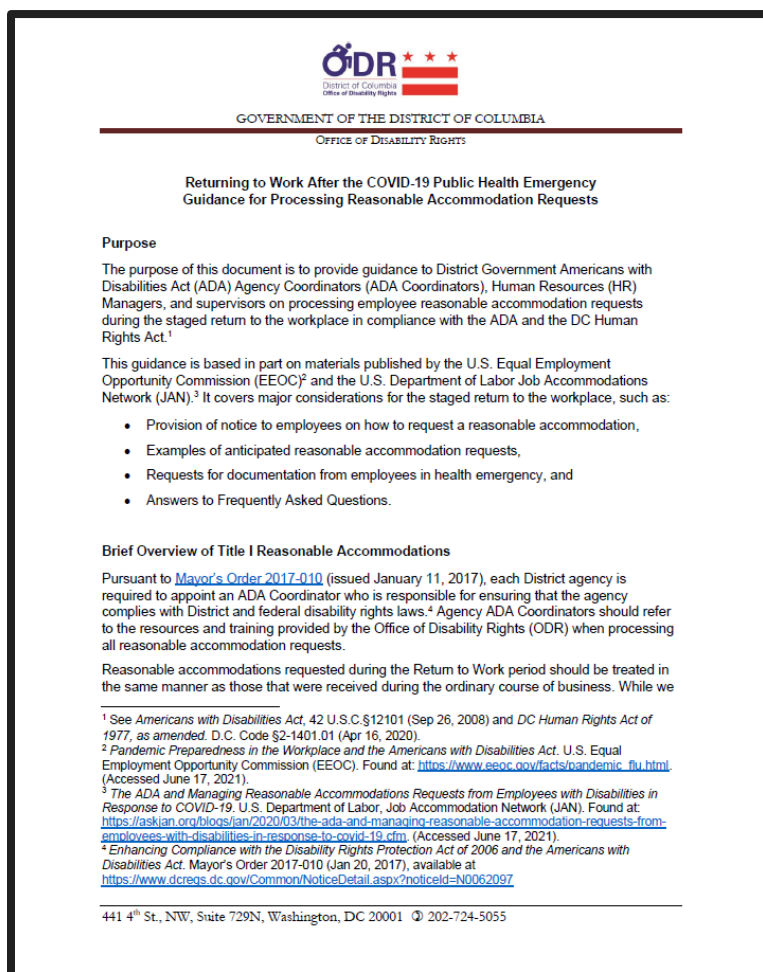 ODR
District of Columbia
Office of Disability Rights
GOVERNMENT OF THE DISTRICT OF COLUMBIA
OFFICE OF DISABILITY RIGHTS
Returning to Work After the COVID-19 Public Health Emergency
Guidance for Processing Reasonable Accommodation Requests
Purpose
The purpose of this document is to provide guidance to District Government Americans with
Disabilities Act (ADA) Agency Coordinators (ADA Coordinators), Human Resources (HR)
Managers, and supervisors on processing employee reasonable accommodation requests
during the staged return to the workplace in compliance with the ADA and the DC Human
Rights Act.¹
This guidance is based in part on materials published by the U.S. Equal Employment
Opportunity Commission (EEOC)² and the U.S. Department of Labor Job Accommodations
Network (JAN).³ It covers major considerations for the staged return to the workplace, such as:
• Provision of notice to employees on how to request a reasonable accommodation,
• Examples of anticipated reasonable accommodation requests,
• Requests for documentation from employees in health emergency, and
• Answers to Frequently Asked Questions.
Brief Overview of Title I Reasonable Accommodations
Pursuant to Mayor's Order 2017-010 (issued January 11, 2017), each District agency is
required to appoint an ADA Coordinator who is responsible for ensuring that the agency
complies with District and federal disability rights laws.⁴ Agency ADA Coordinators should refer
to the resources and training provided by the Office of Disability Rights (ODR) when processing
all reasonable accommodation requests.
Reasonable accommodations requested during the Return to Work period should be treated in
the same manner as those that were received during the ordinary course of business. While we
¹ See Americans with Disabilities Act, 42 U.S.C.§12101 (Sep 26, 2008) and DC Human Rights Act of
1977, as amended. D.C. Code §2-1401.01 (Apr 16, 2020).
² Pandemic Preparedness in the Workplace and the Americans with Disabilities Act. U.S. Equal
Employment Opportunity Commission (EEOC). Found at: https://www.eeoc.gov/facts/pandemic_flu.html.
(Accessed June 17, 2021).
³ The ADA and Managing Reasonable Accommodations Requests from Employees with Disabilities in
Response to COVID-19. U.S. Department of Labor, Job Accommodation Network (JAN). Found at:
https://askjan.org/blogs/jan/2020/03/the-ada-and-managing-reasonable-accommodation-requests-from-
employees-with-disabilities-in-response-to-covid-19.cfm. (Accessed June 17, 2021).
⁴ Enhancing Compliance with the Disability Rights Protection Act of 2006 and the Americans with
Disabilities Act. Mayor's Order 2017-010 (Jan 20, 2017), available at
https://www.dcregs.dc.gov/Common/NoticeDetail.aspx?noticeId=N0062097
441 4th St., NW, Suite 729N, Washington, DC 20001 ✆ 202-724-5055